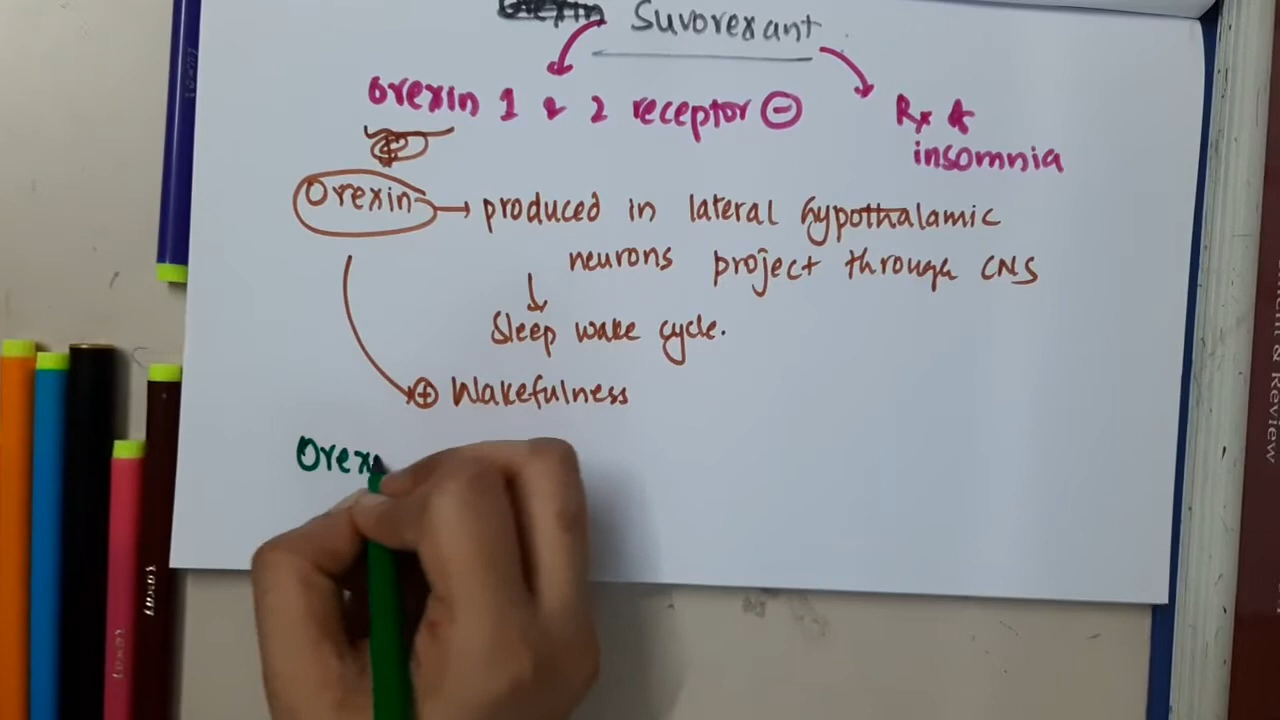 Suvorexant
Orexin 1 & 2 receptor ⊖
Rx of
insomnia
Orexin → produced in lateral hypothalamic
neurons project through CNS
↓
Sleep wake cycle.
⊕ Wakefulness
Orex